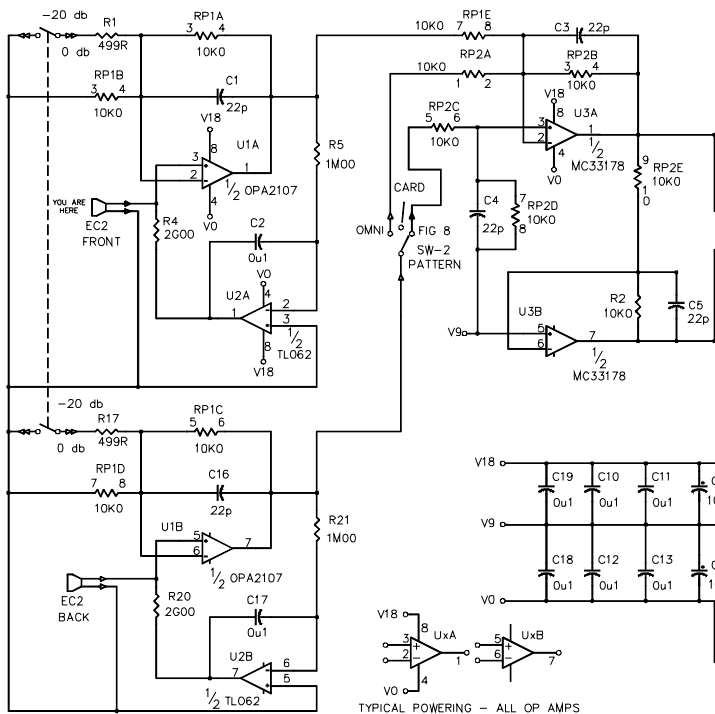 -20 db
R1
0 db
499R
RP1A
3 4
10K0
RP1B
3 4
10K0
C1
22p
V18
8
U1A
3
2
1
1/2 OPA2107
4
V0
YOU ARE
HERE
EC2
FRONT
R4
2G00
C2
0u1
R5
1M00
V0
4
U2A
1
2
3
1/2
TL062
8
V18
RP1E
7 8
10K0
C3
22p
RP2A
10K0
1 2
RP2B
3 4
10K0
RP2C
5 6
10K0
V18
8
U3A
3
2
1
1/2
MC33178
4
V0
9
RP2E
10K0
1
0
CARD
OMNI
FIG 8
SW-2
PATTERN
C4
22p
7
RP2D
10K0
8
R2
10K0
C5
22p
V9
U3B
5
6
7
1/2
MC33178
-20 db
R17
0 db
499R
RP1C
5 6
10K0
RP1D
7 8
10K0
C16
22p
U1B
5
6
7
1/2 OPA2107
EC2
BACK
R20
2G00
C17
0u1
R21
1M00
U2B
7
6
5
1/2 TL062
V18
C19
0u1
C10
0u1
C11
0u1
V9
C18
0u1
C12
0u1
C13
0u1
V0
V18
8
UxA
3
2
1
4
V0
UxB
5
6
7
TYPICAL POWERING - ALL OP AMPS